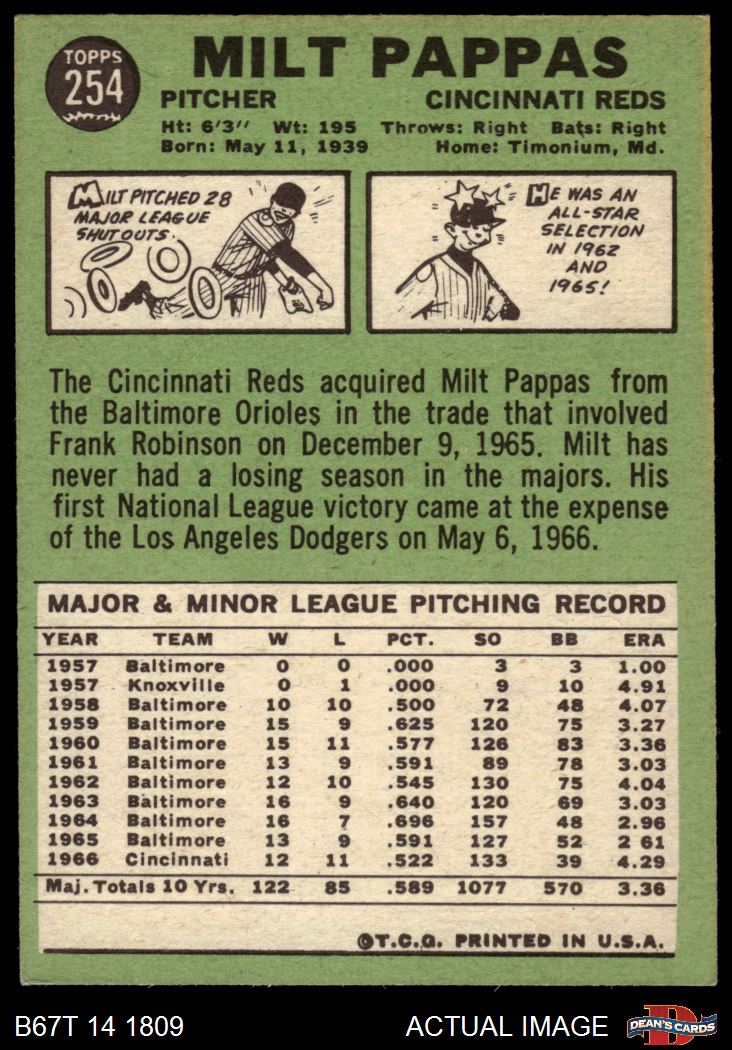 TOPPS
254
MILT PAPPAS
PITCHER CINCINNATI REDS
Ht: 6'3'' Wt: 195 Throws: Right Bats: Right
Born: May 11, 1939 Home: Timonium, Md.
MILT PITCHED 28
MAJOR LEAGUE
SHUTOUTS.
HE WAS AN
ALL-STAR
SELECTION
IN 1962
AND
1965!
The Cincinnati Reds acquired Milt Pappas from
the Baltimore Orioles in the trade that involved
Frank Robinson on December 9, 1965. Milt has
never had a losing season in the majors. His
first National League victory came at the expense
of the Los Angeles Dodgers on May 6, 1966.
MAJOR & MINOR LEAGUE PITCHING RECORD
YEAR TEAM W L PCT. SO BB ERA
1957 Baltimore 0 0 .000 3 3 1.00
1957 Knoxville 0 1 .000 9 10 4.91
1958 Baltimore 10 10 .500 72 48 4.07
1959 Baltimore 15 9 .625 120 75 3.27
1960 Baltimore 15 11 .577 126 83 3.36
1961 Baltimore 13 9 .591 89 78 3.03
1962 Baltimore 12 10 .545 130 75 4.04
1963 Baltimore 16 9 .640 120 69 3.03
1964 Baltimore 16 7 .696 157 48 2.96
1965 Baltimore 13 9 .591 127 52 2 61
1966 Cincinnati 12 11 .522 133 39 4.29
Maj. Totals 10 Yrs. 122 85 .589 1077 570 3.36
©T.C.G. PRINTED IN U.S.A.
B67T 14 1809 ACTUAL IMAGE D DEAN'S CARDS